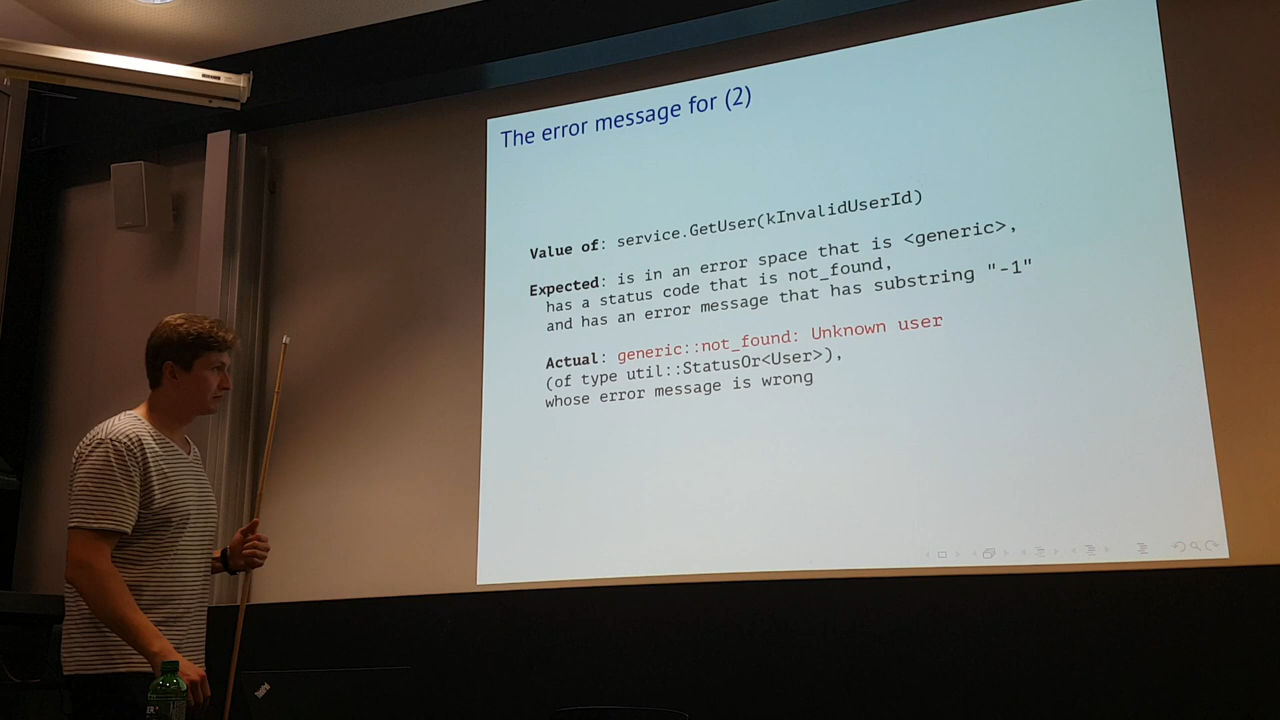 The error message for (2)
Value of: service.GetUser(kInvalidUserId)
Expected: is in an error space that is <generic>,
has a status code that is not_found,
and has an error message that has substring "-1"
Actual: generic::not_found: Unknown user
(of type util::StatusOr<User>),
whose error message is wrong